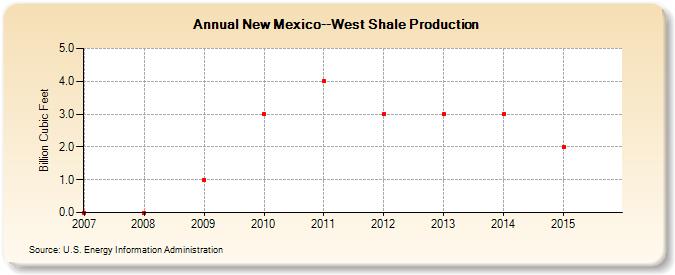 Annual New Mexico--West Shale Production
Billion Cubic Feet
5.0
4.0
3.0
2.0
1.0
0.0
2007 2008 2009 2010 2011 2012 2013 2014 2015
Source: U.S. Energy Information Administration